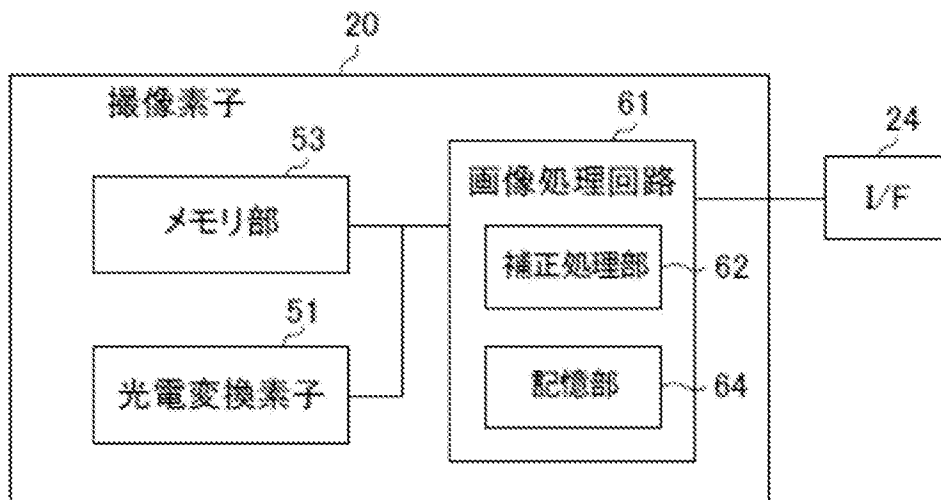 20
撮像素子
53
メモリ部
51
光電変換素子
61
画像処理回路
補正処理部
62
記憶部
64
24
I/F